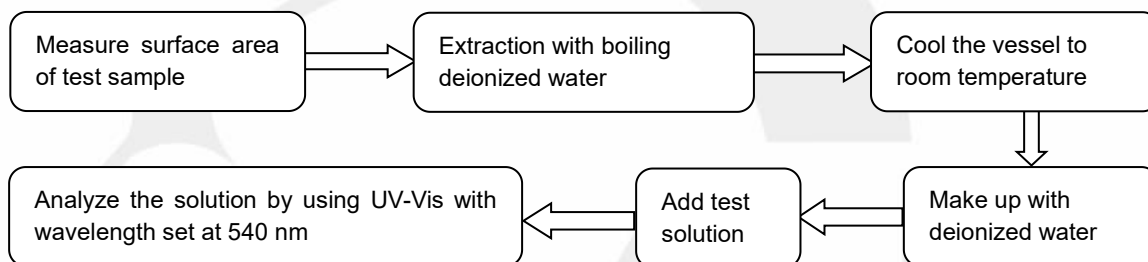 Measure surface area
of test sample
Extraction with boiling
deionized water
Cool the vessel to
room temperature
Make up with
deionized water
Add test
solution
Analyze the solution by using UV-Vis with
wavelength set at 540 nm